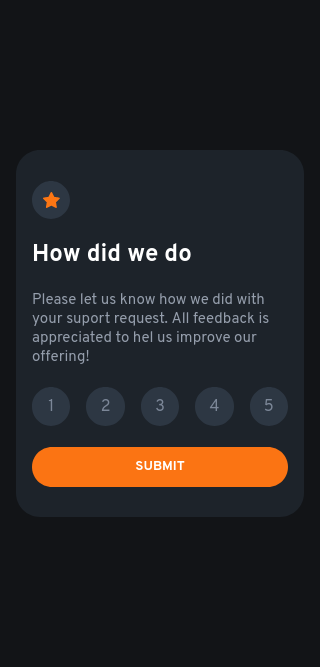 How did we do
Please let us know how we did with
your suport request. All feedback is
appreciated to hel us improve our
offering!
1 2 3 4 5
SUBMIT